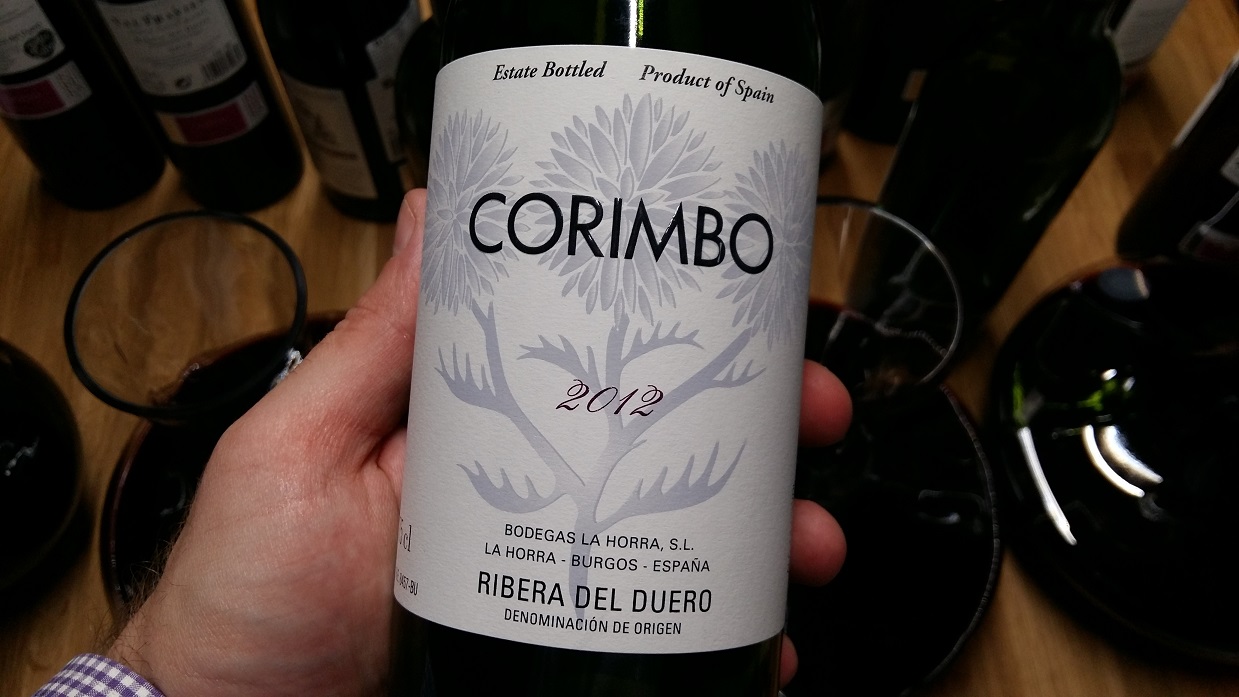 Estate Bottled Product of Spain
CORIMBO
2012
BODEGAS LA HORRA, S.L.
LA HORRA - BURGOS - ESPAÑA
RIBERA DEL DUERO
DENOMINACIÓN DE ORIGEN